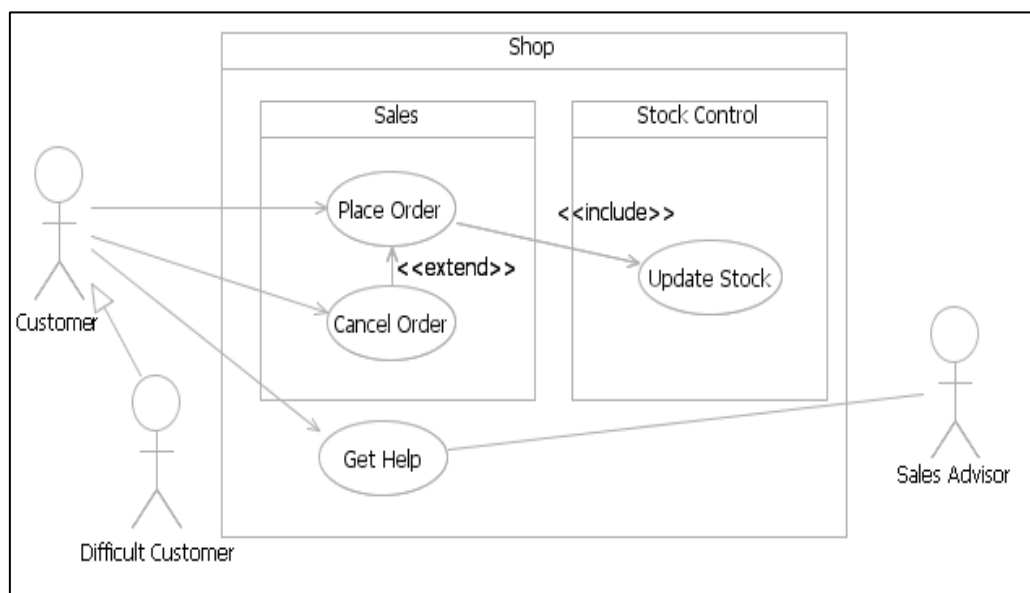 Shop
Sales
Stock Control
Place Order
<<include>>
<<extend>>
Update Stock
Customer
Cancel Order
Get Help
Sales Advisor
Difficult Customer